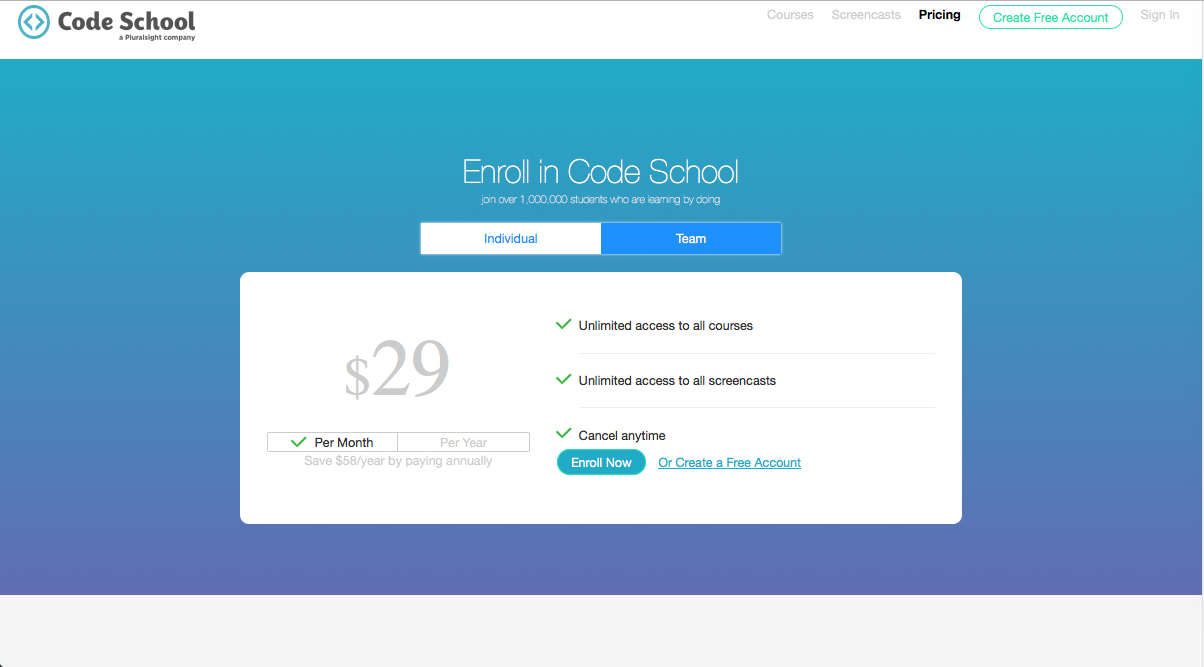 Code School
a Pluralsight company
Courses Screencasts Pricing Create Free Account Sign In
Enroll in Code School
join over 1,000,000 students who are learning by doing
Individual Team
$29
Per Month Per Year
Save $58/year by paying annually
Unlimited access to all courses
Unlimited access to all screencasts
Cancel anytime
Enroll Now Or Create a Free Account